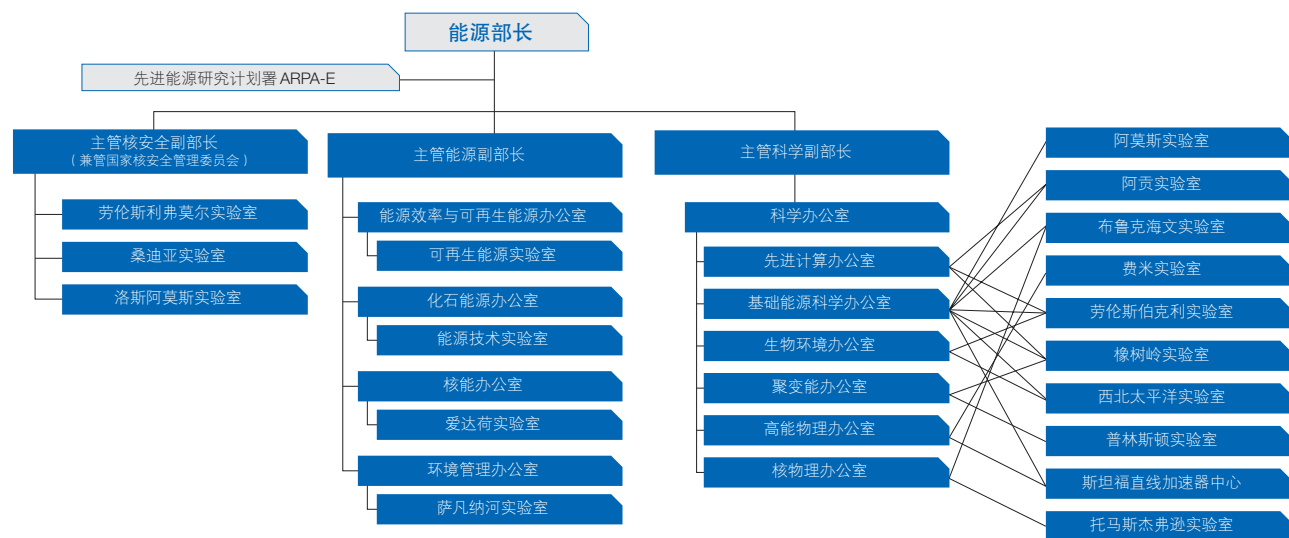 能源部长
先进能源研究计划署 ARPA-E
主管核安全副部长
（兼管国家核安全管理委员会）
劳伦斯利弗莫尔实验室
桑迪亚实验室
洛斯阿莫斯实验室
主管能源副部长
能源效率与可再生能源办公室
可再生能源实验室
化石能源办公室
能源技术实验室
核能办公室
爱达荷实验室
环境管理办公室
萨凡纳河实验室
主管科学副部长
科学办公室
先进计算办公室
基础能源科学办公室
生物环境办公室
聚变能办公室
高能物理办公室
核物理办公室
阿莫斯实验室
阿贡实验室
布鲁克海文实验室
费米实验室
劳伦斯伯克利实验室
橡树岭实验室
西北太平洋实验室
普林斯顿实验室
斯坦福直线加速器中心
托马斯杰弗逊实验室